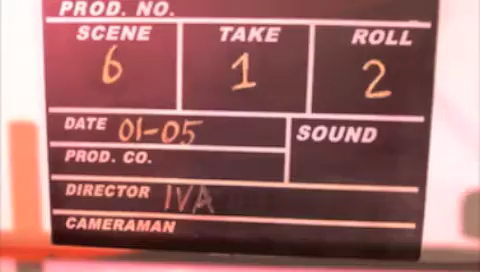 PROD. NO.
SCENE TAKE ROLL
6 1 2
DATE 01-05 SOUND
PROD. CO.
DIRECTOR IVA
CAMERAMAN